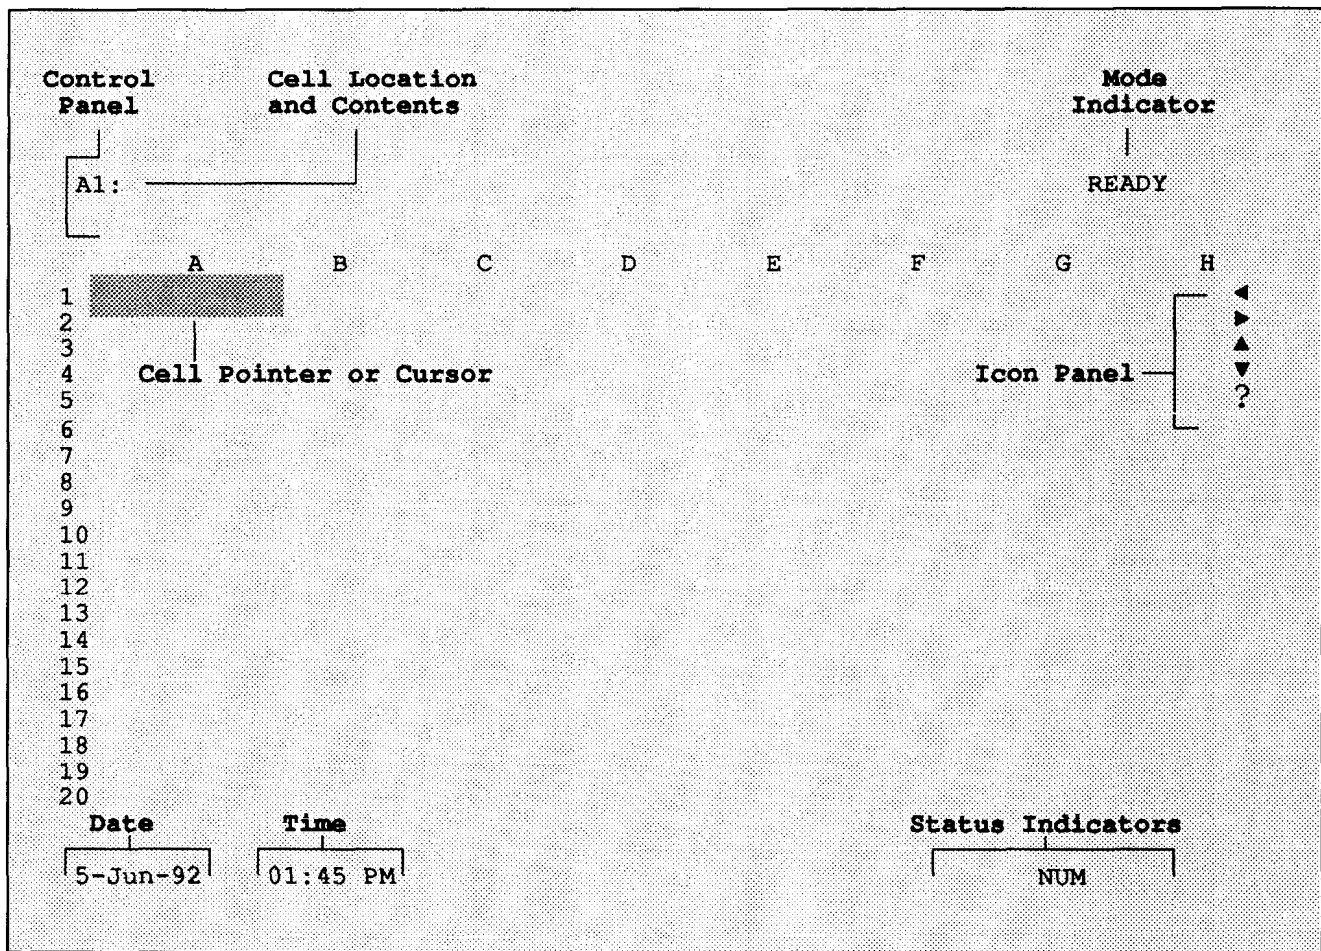 Control Panel
Cell Location and Contents
Mode Indicator
A1:
READY
A B C D E F G H
1
2
3
4 Cell Pointer or Cursor Icon Panel
5 ?
6
7
8
9
10
11
12
13
14
15
16
17
18
19
20
Date Time Status Indicators
5-Jun-92 01:45 PM NUM